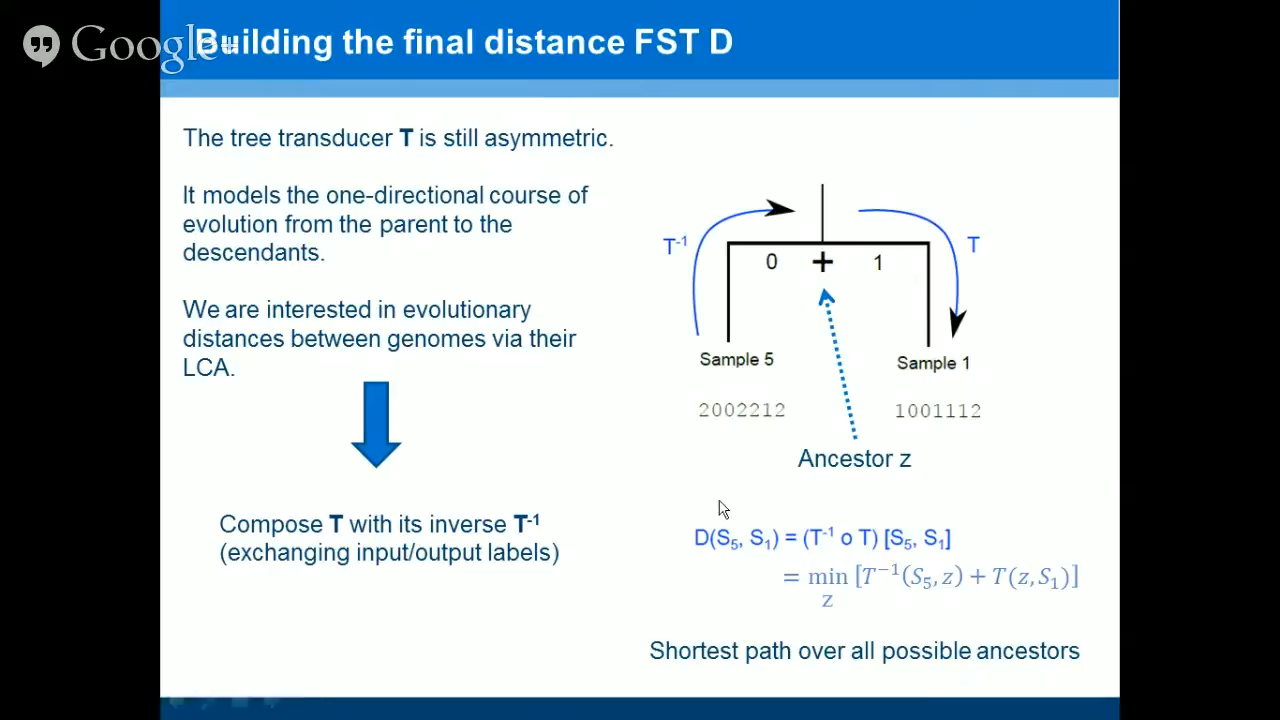 Google+
Building the final distance FST D
The tree transducer T is still asymmetric.
It models the one-directional course of
evolution from the parent to the
descendants.
We are interested in evolutionary
distances between genomes via their
LCA.
Compose T with its inverse T⁻¹
(exchanging input/output labels)
T⁻¹
T
0
+
1
Sample 5
Sample 1
2002212
1001112
Ancestor z
D(S₅, S₁) = (T⁻¹ o T) [S₅, S₁]
= min [T⁻¹(S₅, z) + T(z, S₁)]
z
Shortest path over all possible ancestors